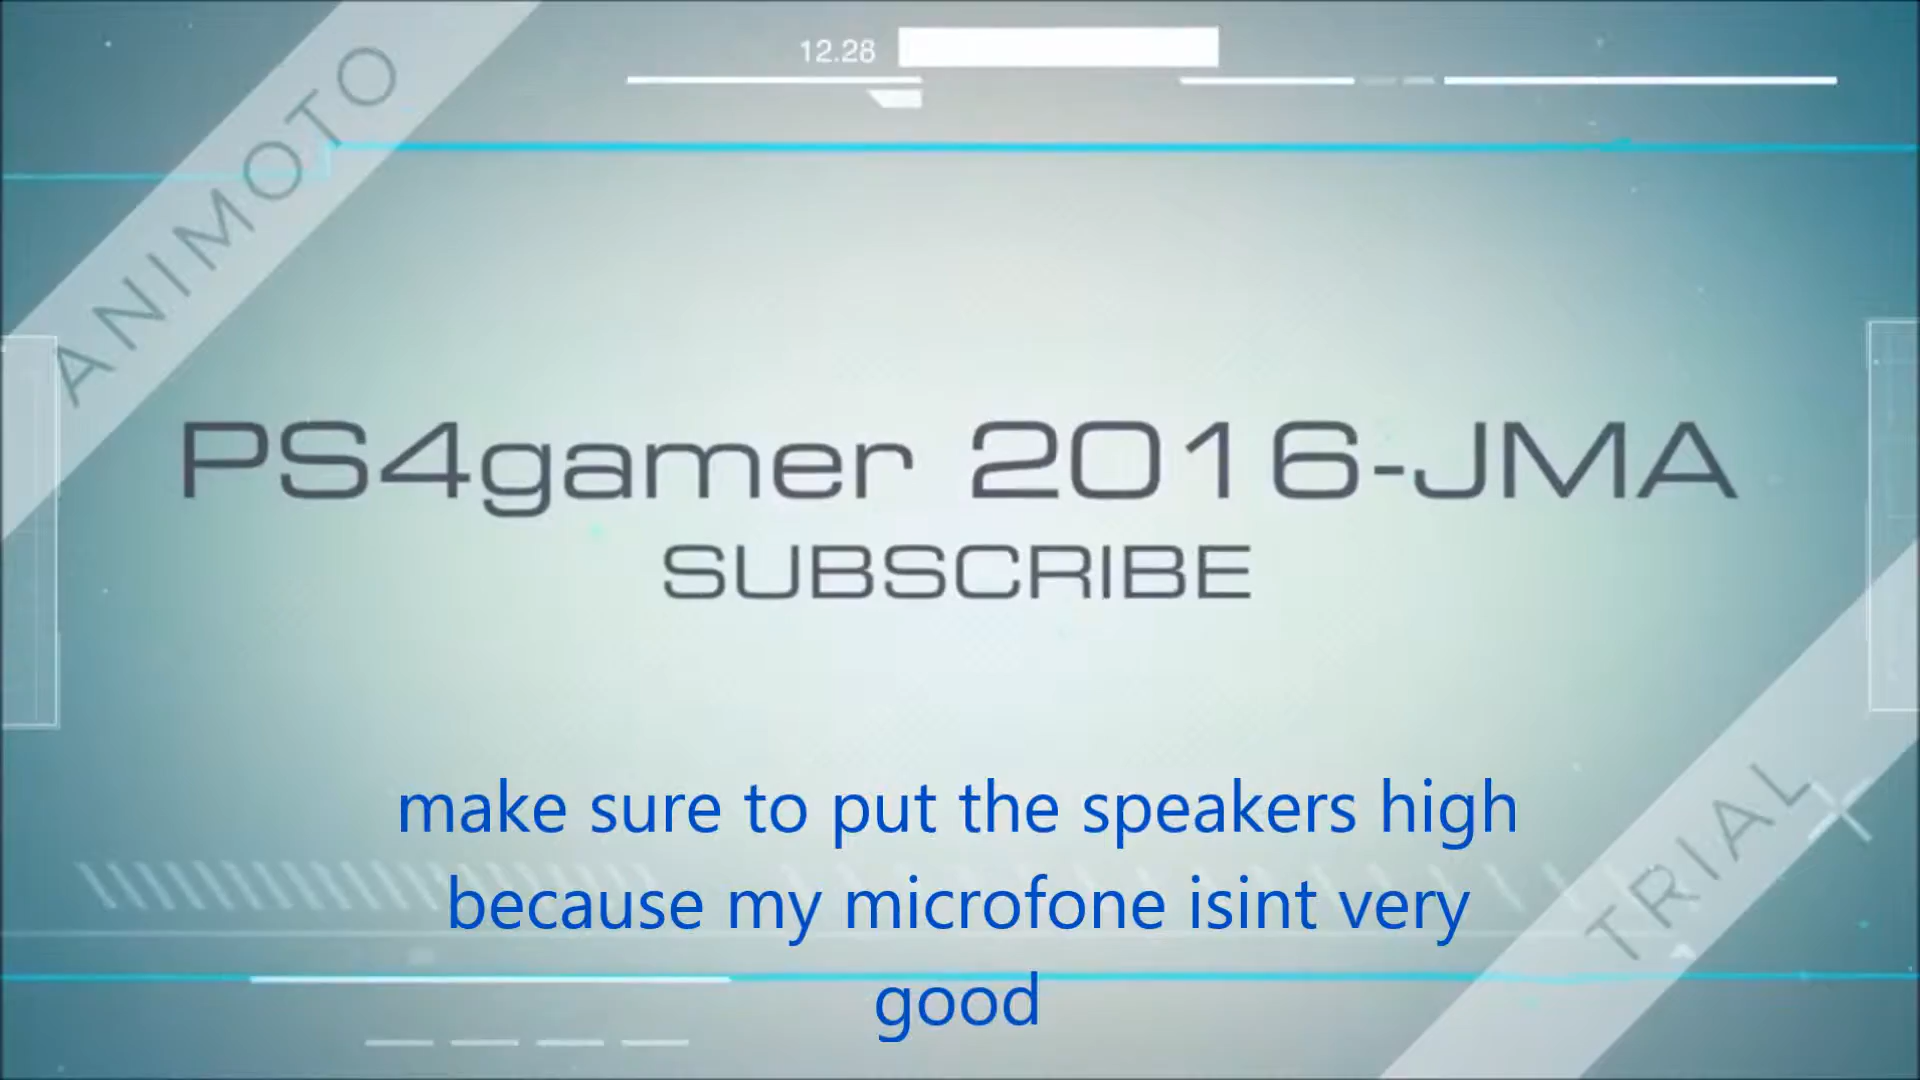 12.28
ANIMOTO
PS4gamer 2016-JMA
SUBSCRIBE
make sure to put the speakers high
because my microfone isint very
good
TRIAL